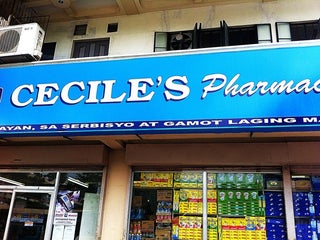 CECILE'S Pharmac
AYAN, SA SERBISYO AT GAMOT LAGING MA